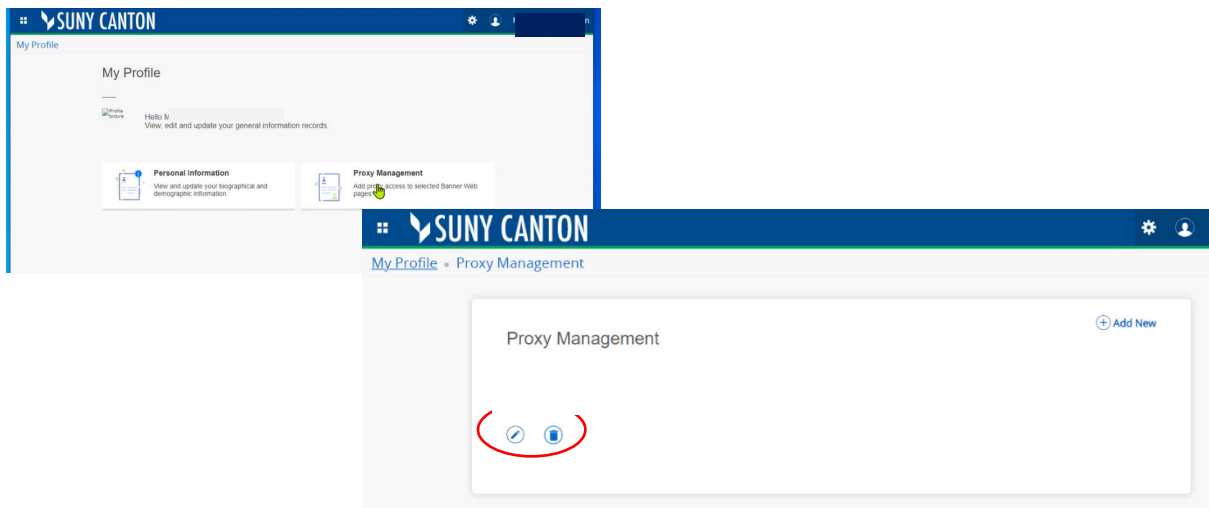 SUNY CANTON
My Profile
My Profile
Profile picture
Hello M
View, edit and update your general information records.
Personal Information
View and update your biographical and
demographic information.
Proxy Management
Add proxy access to selected Banner Web
pages
SUNY CANTON
My Profile • Proxy Management
Add New
Proxy Management